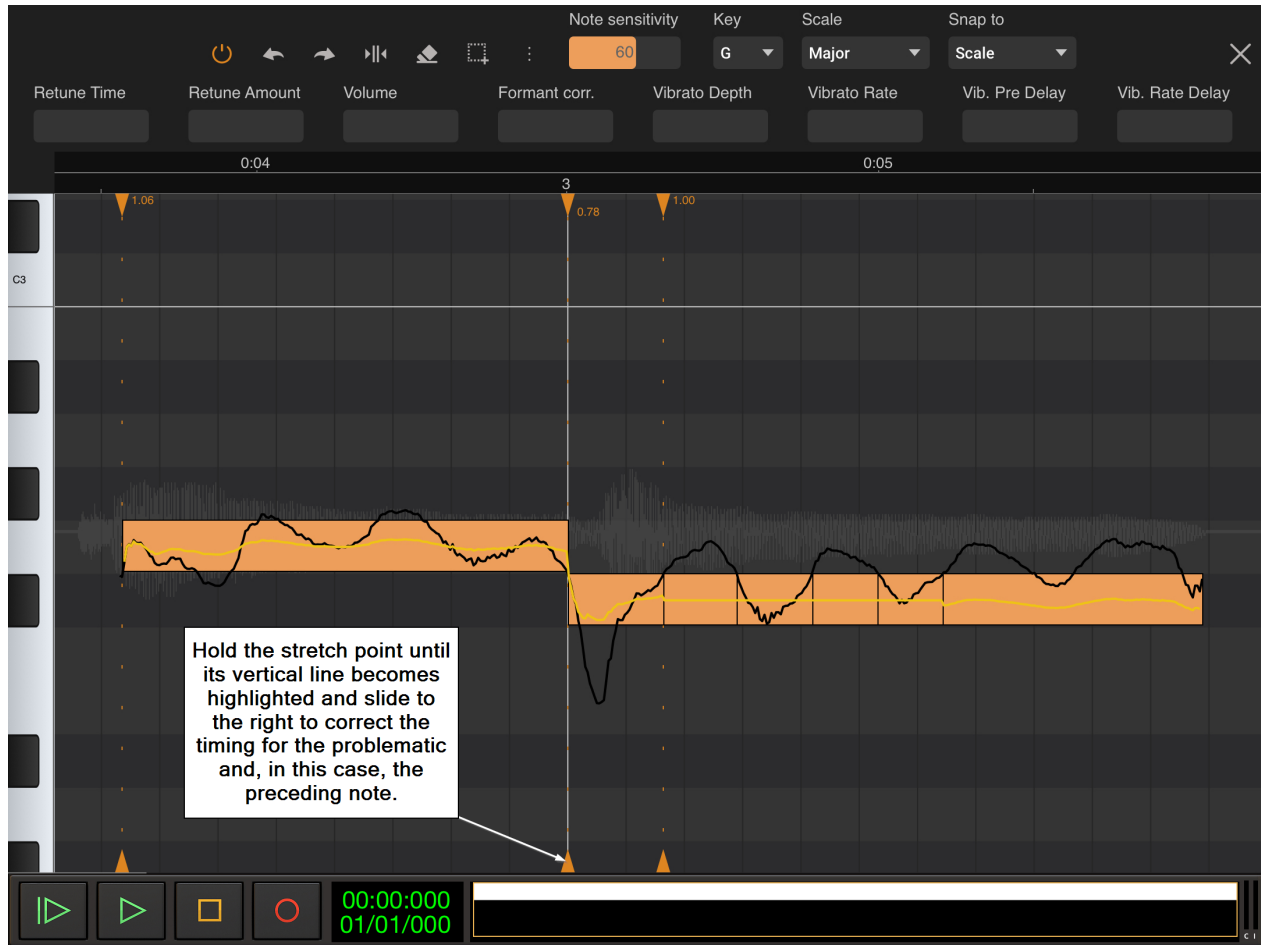 Note sensitivity Key Scale Snap to
60 G Major Scale
Retune Time Retune Amount Volume Formant corr. Vibrato Depth Vibrato Rate Vib. Pre Delay Vib. Rate Delay
0:04 0:05
3
1.06 0.78 1.00
C3
Hold the stretch point until
its vertical line becomes
highlighted and slide to
the right to correct the
timing for the problematic
and, in this case, the
preceding note.
00:00:000
01/01/000